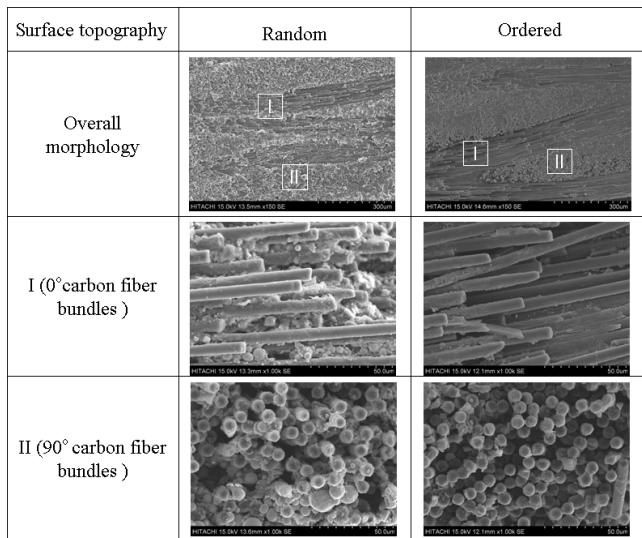 Surface topography
Random
Ordered
Overall
morphology
I
II
HITACHI 15.0kV 13.5mm x150 SE
300um
I
II
HITACHI 15.0kV 14.6mm x150 SE
300um
I (0°carbon fiber
bundles )
HITACHI 15.0kV 13.3mm x1.00k SE
50.0um
HITACHI 15.0kV 12.1mm x1.00k SE
50.0um
II (90° carbon fiber
bundles )
HITACHI 15.0kV 13.6mm x1.00k SE
50.0um
HITACHI 15.0kV 12.1mm x1.00k SE
50.0um